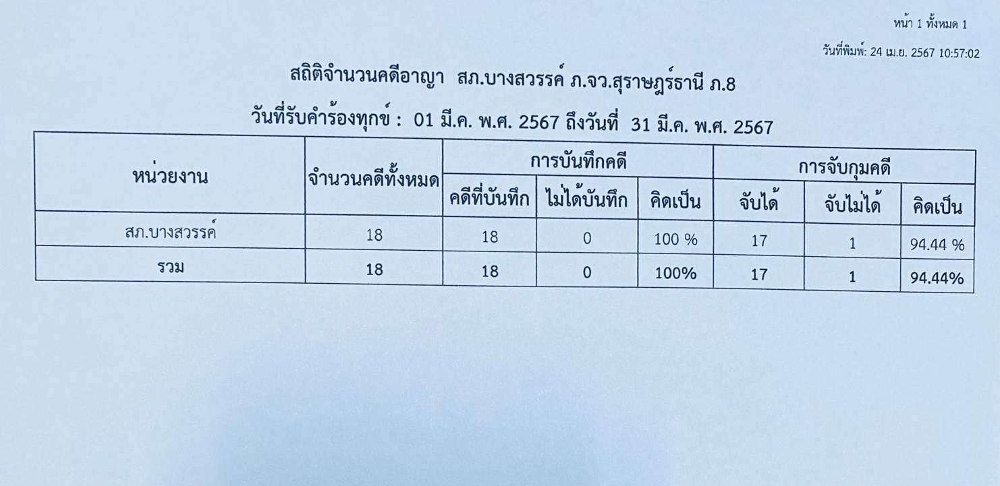 หน้า 1 ทั้งหมด 1
วันที่พิมพ์: 24 เม.ย. 2567 10:57:02
สถิติจำนวนคดีอาญา สภ.บางสวรรค์ ภ.จว.สุราษฎร์ธานี ภ.8
วันที่รับคำร้องทุกข์ : 01 มี.ค. พ.ศ. 2567 ถึงวันที่ 31 มี.ค. พ.ศ. 2567
หน่วยงาน จำนวนคดีทั้งหมด การบันทึกคดี การจับกุมคดี
คดีที่บันทึก ไม่ได้บันทึก คิดเป็น จับได้ จับไม่ได้ คิดเป็น
สภ.บางสวรรค์ 18 18 0 100 % 17 1 94.44 %
รวม 18 18 0 100% 17 1 94.44%